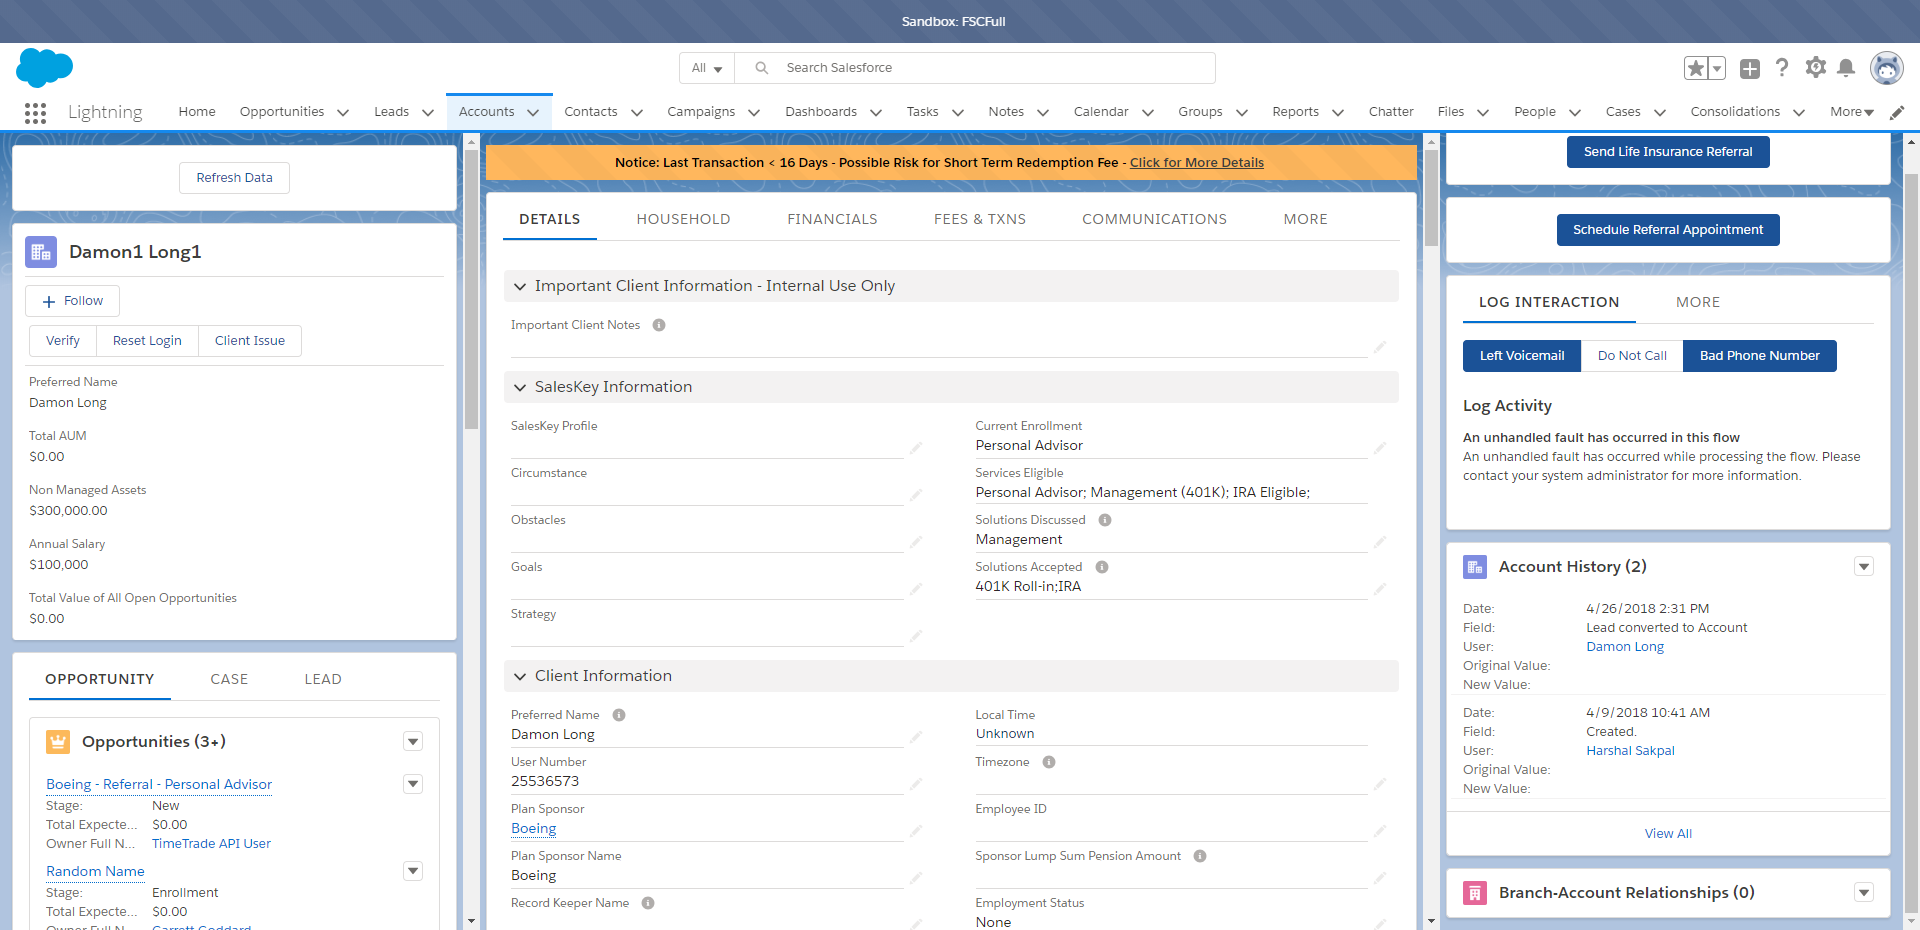 Sandbox: FSCFull
All
Search Salesforce
Lightning
Home Opportunities Leads Accounts Contacts Campaigns Dashboards Tasks Notes Calendar Groups Reports Chatter Files People Cases Consolidations More
Refresh Data
Damon1 Long1
Follow
Verify Reset Login Client Issue
Preferred Name
Damon Long
Total AUM
$0.00
Non Managed Assets
$300,000.00
Annual Salary
$100,000
Total Value of All Open Opportunities
$0.00
OPPORTUNITY CASE LEAD
Opportunities (3+)
Boeing - Referral - Personal Advisor
Stage: New
Total Expecte... $0.00
Owner Full N... TimeTrade API User
Random Name
Stage: Enrollment
Total Expecte... $0.00
Owner Full N... Garrett Goddard
Notice: Last Transaction < 16 Days - Possible Risk for Short Term Redemption Fee - Click for More Details
DETAILS HOUSEHOLD FINANCIALS FEES & TXNS COMMUNICATIONS MORE
Important Client Information - Internal Use Only
Important Client Notes
SalesKey Information
SalesKey Profile
Circumstance
Obstacles
Goals
Strategy
Current Enrollment
Personal Advisor
Services Eligible
Personal Advisor; Management (401K); IRA Eligible;
Solutions Discussed
Management
Solutions Accepted
401K Roll-in;IRA
Client Information
Preferred Name
Damon Long
User Number
25536573
Plan Sponsor
Boeing
Plan Sponsor Name
Boeing
Record Keeper Name
Local Time
Unknown
Timezone
Employee ID
Sponsor Lump Sum Pension Amount
Employment Status
None
Send Life Insurance Referral
Schedule Referral Appointment
LOG INTERACTION MORE
Left Voicemail Do Not Call Bad Phone Number
Log Activity
An unhandled fault has occurred in this flow
An unhandled fault has occurred while processing the flow. Please
contact your system administrator for more information.
Account History (2)
Date: 4/26/2018 2:31 PM
Field: Lead converted to Account
User: Damon Long
Original Value:
New Value:
Date: 4/9/2018 10:41 AM
Field: Created.
User: Harshal Sakpal
Original Value:
New Value:
View All
Branch-Account Relationships (0)